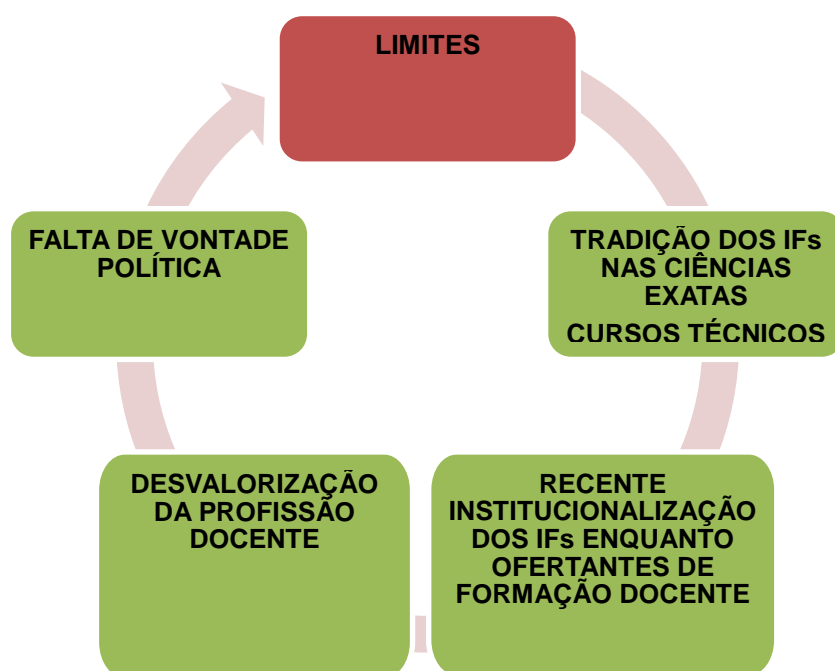 LIMITES
TRADIÇÃO DOS IFs
NAS CIÊNCIAS
EXATAS
CURSOS TÉCNICOS
RECENTE
INSTITUCIONALIZAÇÃO
DOS IFs ENQUANTO
OFERTANTES DE
FORMAÇÃO DOCENTE
DESVALORIZAÇÃO
DA PROFISSÃO
DOCENTE
FALTA DE VONTADE
POLÍTICA